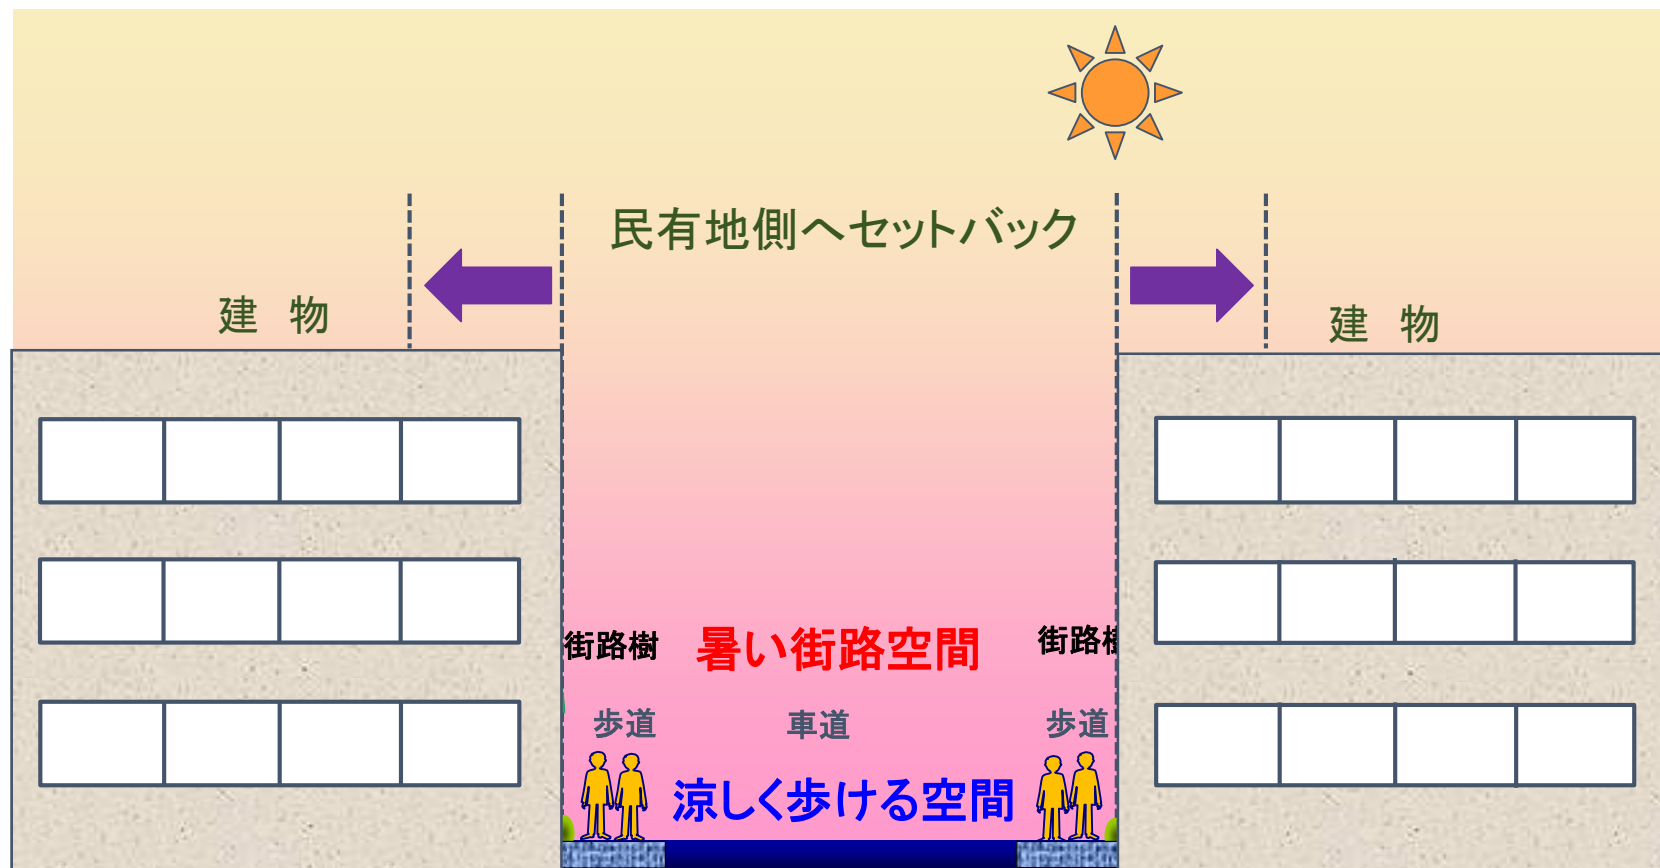 民有地側へセットバック
建 物
建 物
街路樹
暑い街路空間
街路
歩道
車道
歩道
涼しく歩ける空間